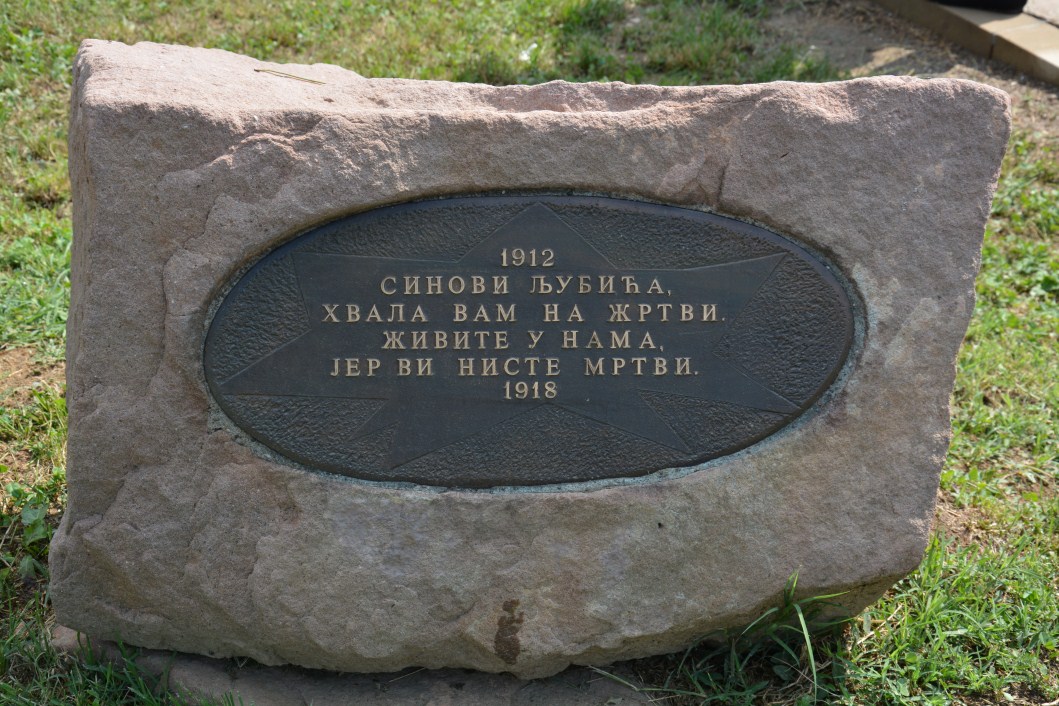 1912
СИНОВИ ЉУБИЋА,
ХВАЛА ВАМ НА ЖРТВИ.
ЖИВИТЕ У НАМА,
ЈЕР ВИ НИСТЕ МРТВИ.
1918